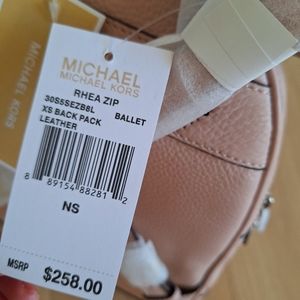 MICHAEL KORS
MICHAEL
MICHAEL KORS
RHEA ZIP
30S5SEZB8L BALLET
XS BACK PACK
LEATHER
8 89154 88281 2
NS
MSRP $258.00